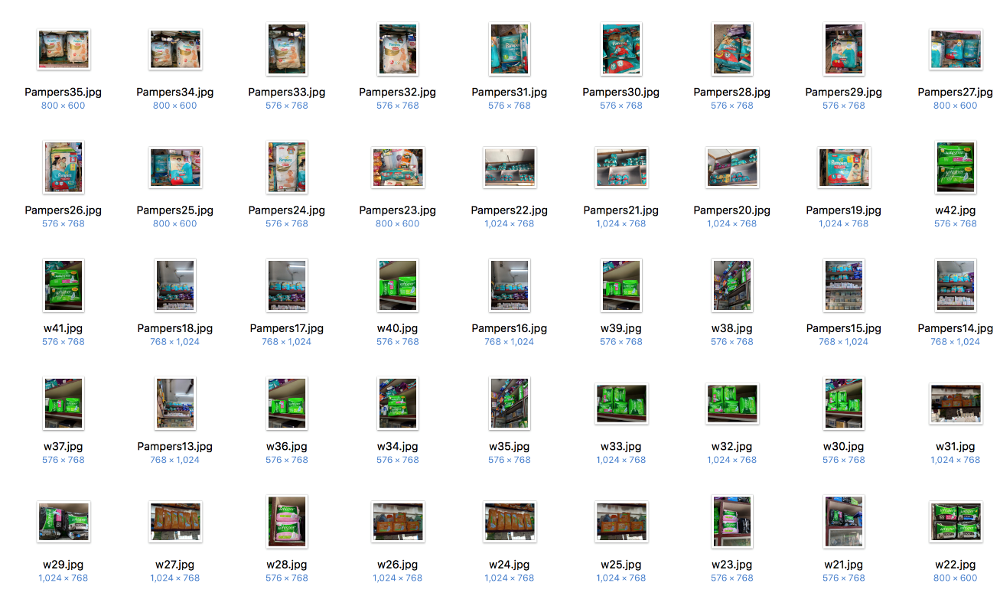 Pampers35.jpg Pampers34.jpg Pampers33.jpg Pampers32.jpg Pampers31.jpg Pampers30.jpg Pampers28.jpg Pampers29.jpg Pampers27.jpg
800 × 600 800 × 600 576 × 768 576 × 768 576 × 768 576 × 768 576 × 768 576 × 768 800 × 600
Pampers26.jpg Pampers25.jpg Pampers24.jpg Pampers23.jpg Pampers22.jpg Pampers21.jpg Pampers20.jpg Pampers19.jpg w42.jpg
576 × 768 800 × 600 576 × 768 800 × 600 1,024 × 768 1,024 × 768 1,024 × 768 1,024 × 768 576 × 768
w41.jpg Pampers18.jpg Pampers17.jpg w40.jpg Pampers16.jpg w39.jpg w38.jpg Pampers15.jpg Pampers14.jpg
576 × 768 768 × 1,024 768 × 1,024 576 × 768 768 × 1,024 576 × 768 576 × 768 768 × 1,024 768 × 1,024
w37.jpg Pampers13.jpg w36.jpg w34.jpg w35.jpg w33.jpg w32.jpg w30.jpg w31.jpg
576 × 768 768 × 1,024 576 × 768 576 × 768 576 × 768 1,024 × 768 1,024 × 768 576 × 768 1,024 × 768
w29.jpg w27.jpg w28.jpg w26.jpg w24.jpg w25.jpg w23.jpg w21.jpg w22.jpg
1,024 × 768 1,024 × 768 576 × 768 1,024 × 768 1,024 × 768 1,024 × 768 576 × 768 576 × 768 800 × 600